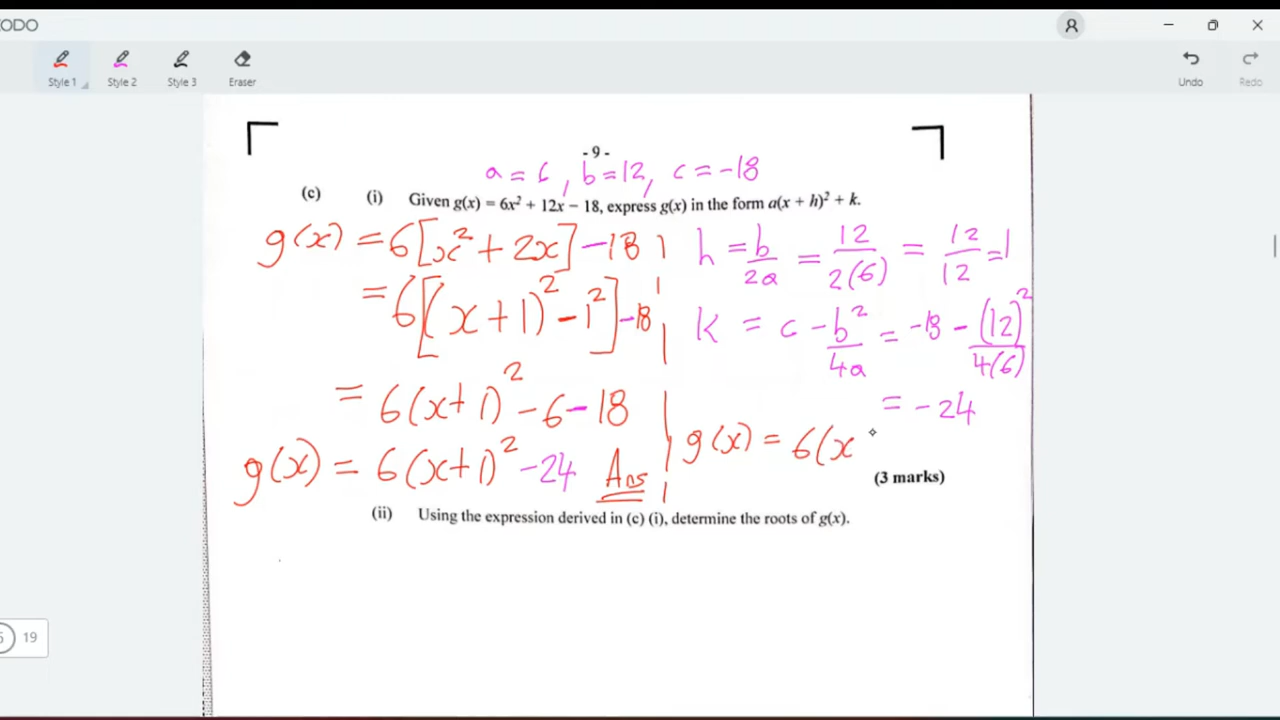 ODO
Style 1
Style 2
Style 3
Eraser
Undo
Redo
- 9 -
a = 6, b = 12, c = -18
(c) (i) Given g(x) = 6x² + 12x − 18, express g(x) in the form a(x + h)² + k.
g(x) = 6[x² + 2x] - 18
= 6[(x + 1)² - 1²] - 18
= 6(x+1)² - 6 - 18
g(x) = 6(x+1)² - 24 Ans
h = b/2a = 12/2(6) = 12/12 = 1
k = c - b²/4a = -18 - (12)²/4(6)
= -24
g(x) = 6(x
(3 marks)
(ii) Using the expression derived in (c) (i), determine the roots of g(x).
19